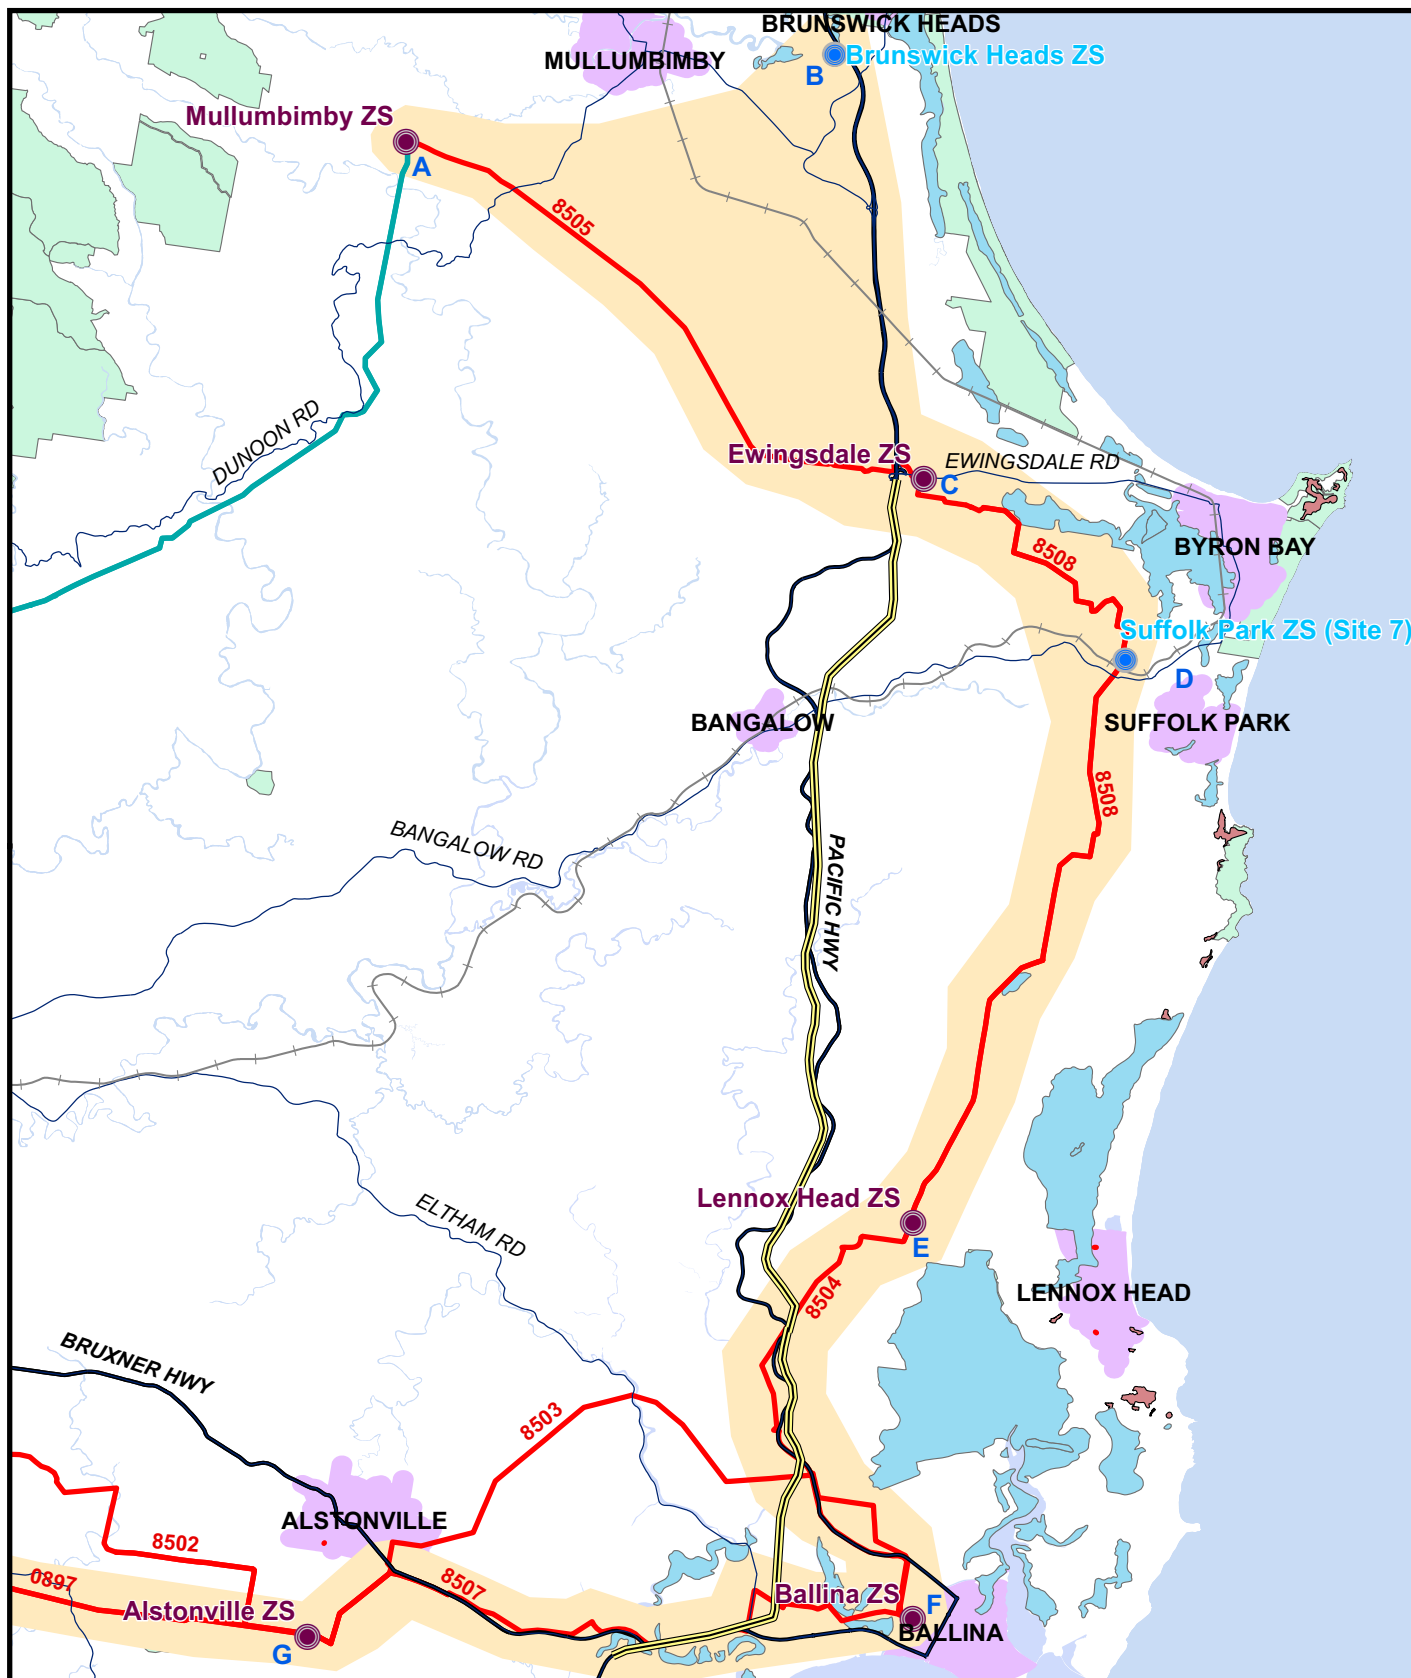 BRUNSWICK HEADS
MULLUMBIMBY
Brunswick Heads ZS
B
Mullumbimby ZS
A
8505
DUNOON RD
Ewingsdale ZS
EWINGSDALE RD
C
BYRON BAY
8508
Suffolk Park ZS (Site 7)
D
BANGALOW
SUFFOLK PARK
8508
BANGALOW RD
PACIFIC HWY
Lennox Head ZS
ELTHAM RD
E
8504
LENNOX HEAD
BRUXNER HWY
8503
ALSTONVILLE
8502
0897
8507
Ballina ZS
Alstonville ZS
F
BALLINA
G